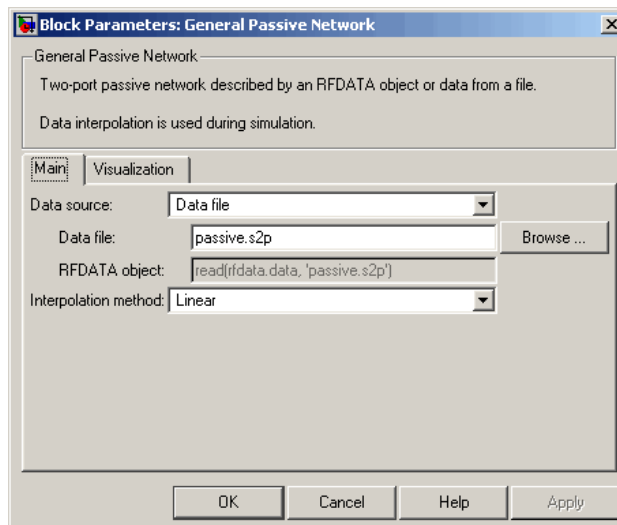 Block Parameters: General Passive Network
General Passive Network
Two-port passive network described by an RFDATA object or data from a file.
Data interpolation is used during simulation.
Main Visualization
Data source: Data file
Data file: passive.s2p Browse ...
RFDATA object: read(rfdata.data, 'passive.s2p')
Interpolation method: Linear
OK Cancel Help Apply